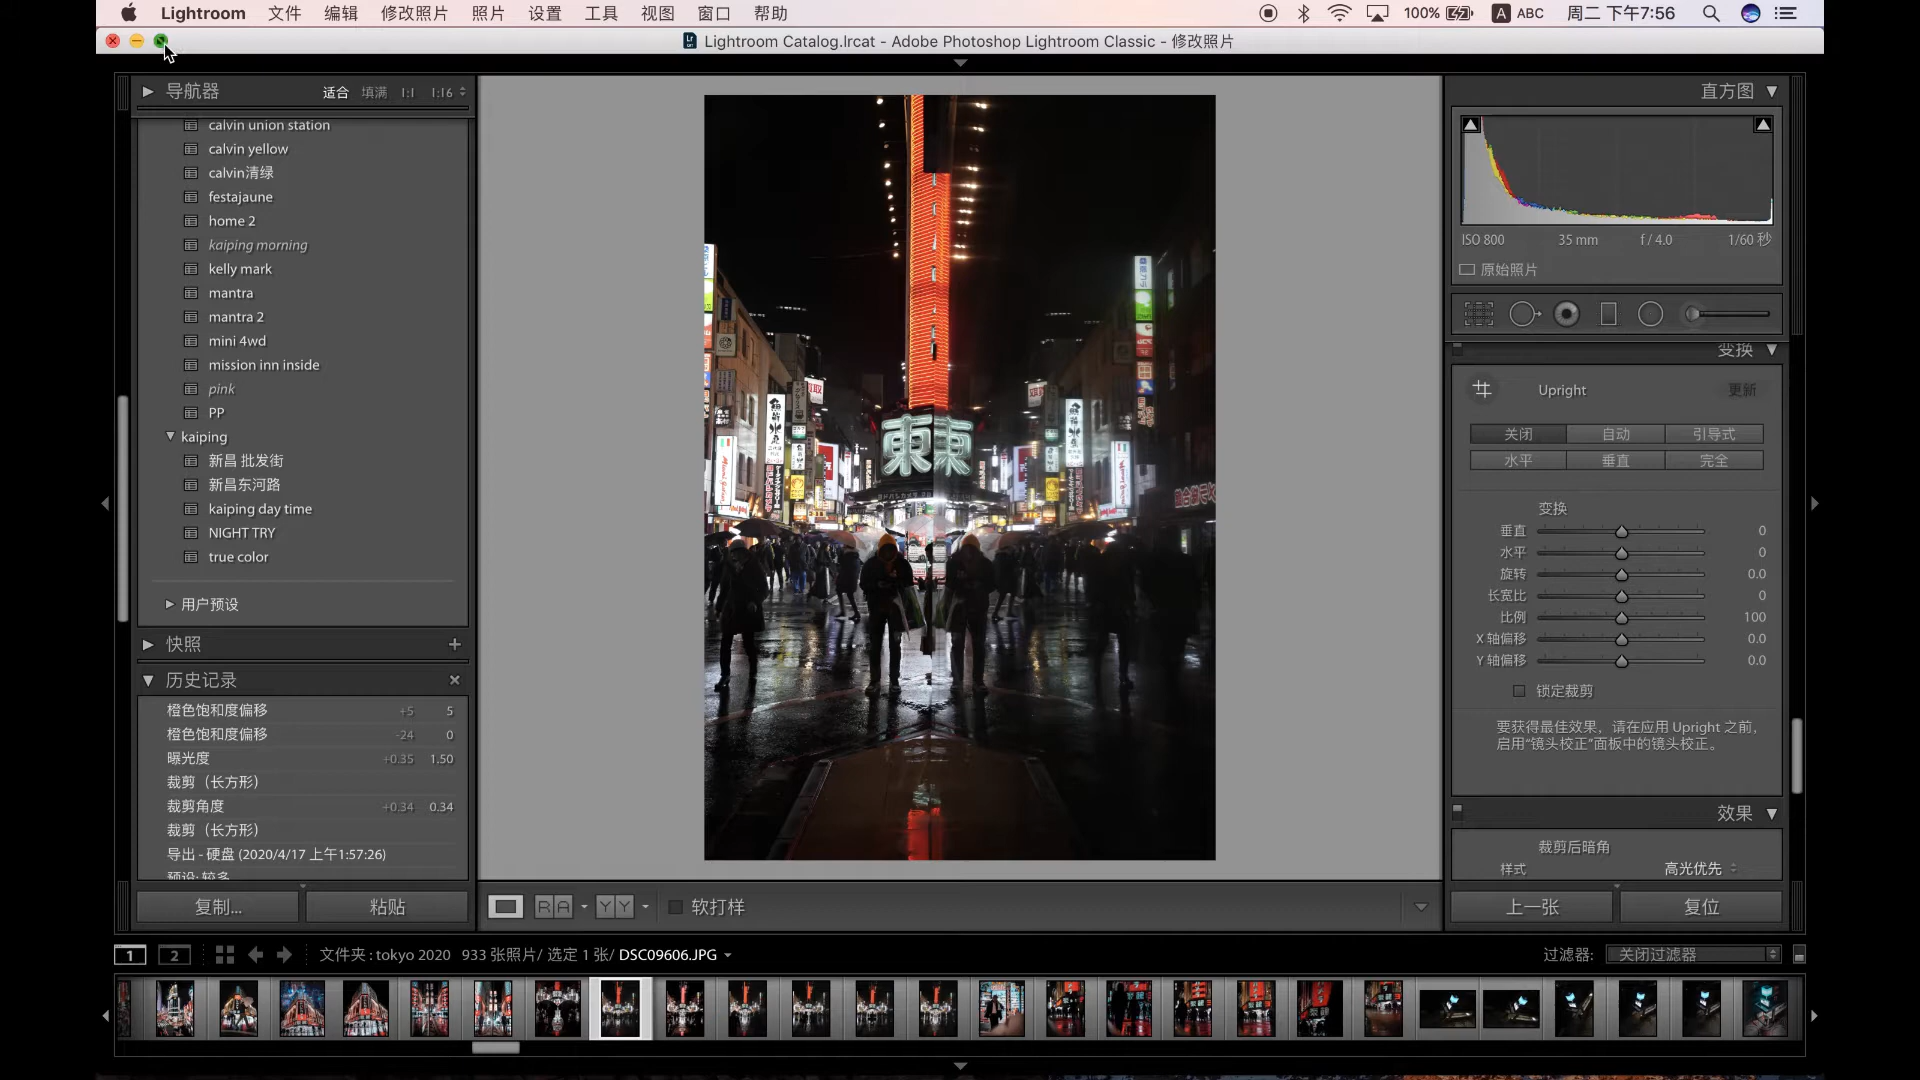 Lightroom 文件 编辑 修改照片 照片 设置 工具 视图 窗口 帮助 100% A ABC 周二 下午7:56
Lightroom Catalog.lrcat - Adobe Photoshop Lightroom Classic - 修改照片
导航器 适合 填满 1:1 1:16
calvin union station
calvin yellow
calvin清绿
festajaune
home 2
kaiping morning
kelly mark
mantra
mantra 2
mini 4wd
mission inn inside
pink
PP
kaiping
新昌 批发街
新昌东河路
kaiping day time
NIGHT TRY
true color
用户预设
快照
历史记录
橙色饱和度偏移 +5 5
橙色饱和度偏移 -24 0
曝光度 +0.35 1.50
裁剪（长方形）
裁剪角度 +0.34 0.34
裁剪（长方形）
导出 - 硬盘 (2020/4/17 上午1:57:26)
预设: 较多
复制... 粘贴
東
R A Y Y 软打样
直方图
ISO 800 35 mm f / 4.0 1/60 秒
原始照片
变换
Upright 更新
关闭 自动 引导式
水平 垂直 完全
变换
垂直 0
水平 0
旋转 0.0
长宽比 0
比例 100
X 轴偏移 0.0
Y 轴偏移 0.0
锁定裁剪
要获得最佳效果，请在应用 Upright 之前，
启用“镜头校正”面板中的镜头校正。
效果
裁剪后暗角
样式 高光优先
上一张 复位
1 2 文件夹 : tokyo 2020 933 张照片/ 选定 1 张/ DSC09606.JPG 过滤器: 关闭过滤器